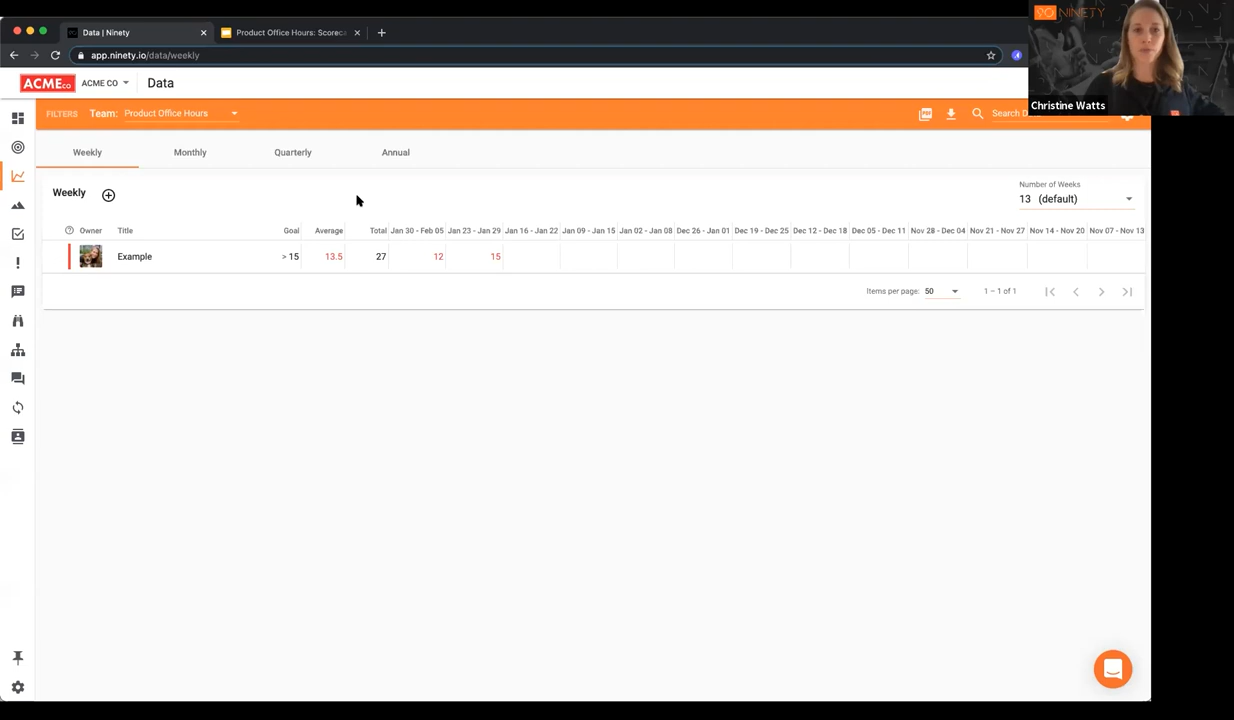 Data | Ninety
Product Office Hours: Scoreca
app.ninety.io/data/weekly
90 NINETY
Christine Watts
ACMEco ACME CO Data
FILTERS Team: Product Office Hours Search D
Weekly Monthly Quarterly Annual
Weekly
Number of Weeks
13 (default)
Owner Title Goal Average Total Jan 30 - Feb 05 Jan 23 - Jan 29 Jan 16 - Jan 22 Jan 09 - Jan 15 Jan 02 - Jan 08 Dec 26 - Jan 01 Dec 19 - Dec 25 Dec 12 - Dec 18 Dec 05 - Dec 11 Nov 28 - Dec 04 Nov 21 - Nov 27 Nov 14 - Nov 20 Nov 07 - Nov 13
Example > 15 13.5 27 12 15
Items per page: 50 1 – 1 of 1